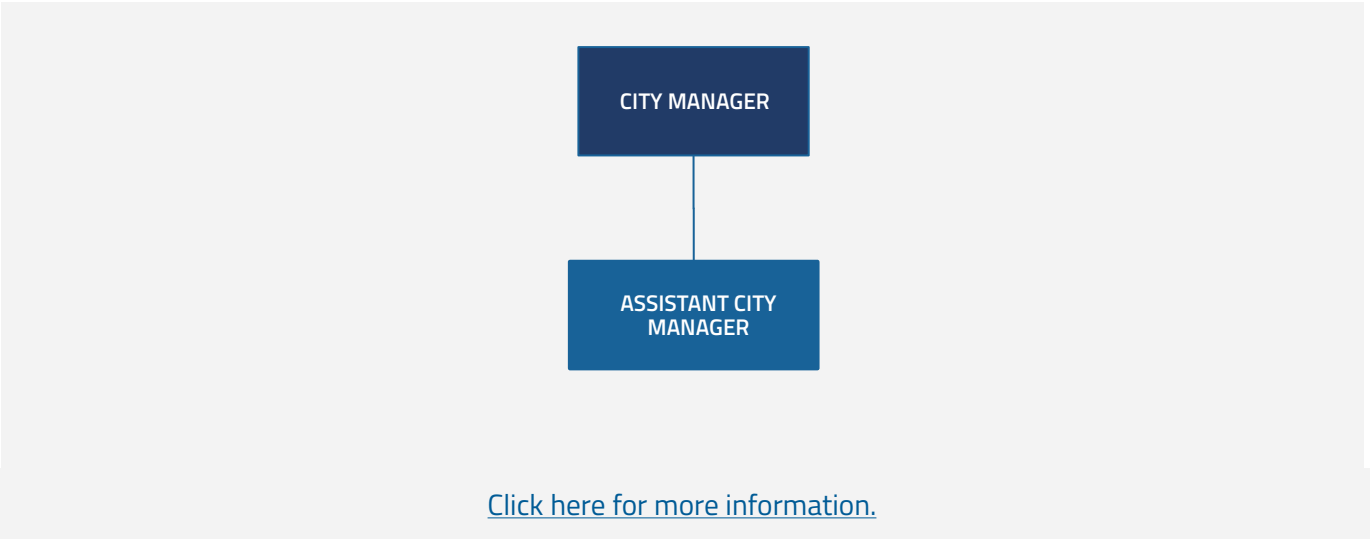 CITY MANAGER
ASSISTANT CITY
MANAGER
Click here for more information.